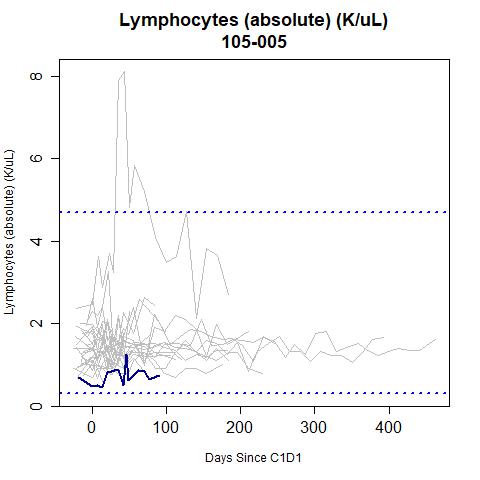 Lymphocytes (absolute) (K/uL)
105-005
Lymphocytes (absolute) (K/uL)
8
6
4
2
0
0 100 200 300 400
Days Since C1D1